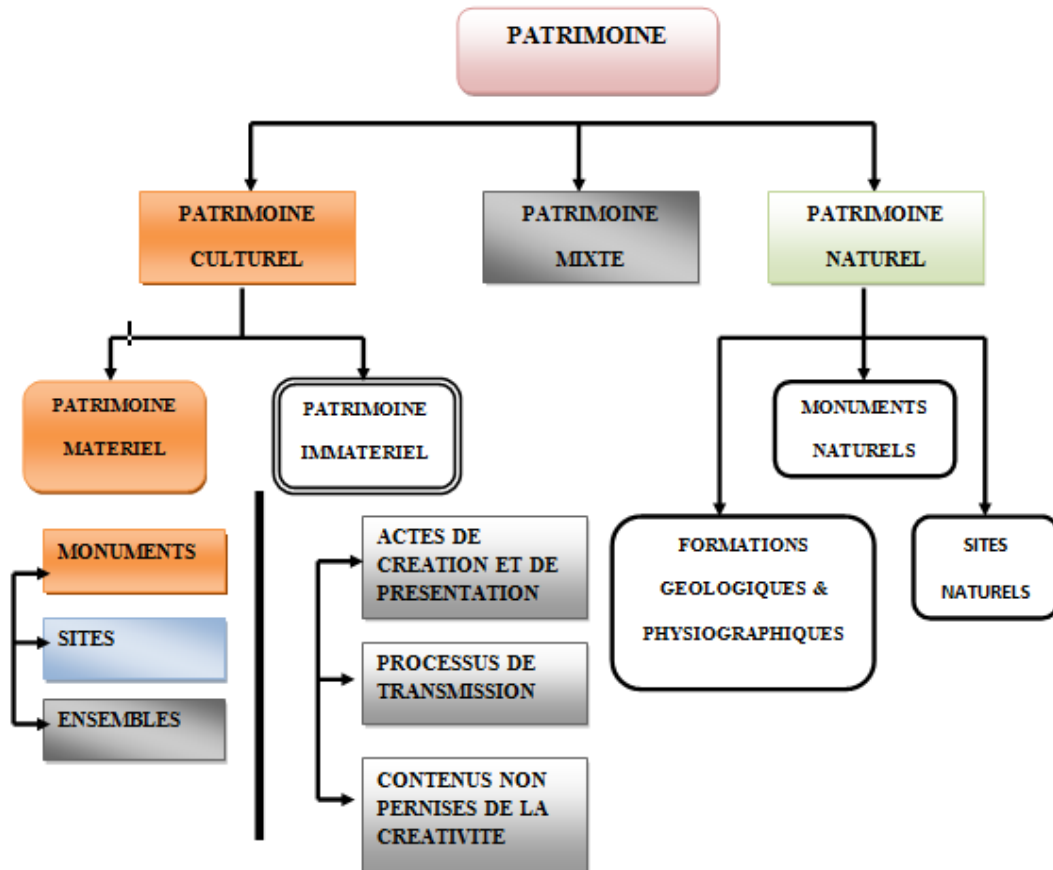 PATRIMOINE
PATRIMOINE
CULTUREL
PATRIMOINE
MIXTE
PATRIMOINE
NATUREL
PATRIMOINE
MATERIEL
PATRIMOINE
IMMATERIEL
MONUMENTS
NATURELS
MONUMENTS
SITES
ENSEMBLES
ACTES DE
CREATION ET DE
PRESENTATION
PROCESSUS DE
TRANSMISSION
CONTENUS NON
PERNISES DE LA
CREATIVITE
FORMATIONS
GEOLOGIQUES &
PHYSIOGRAPHIQUES
SITES
NATURELS